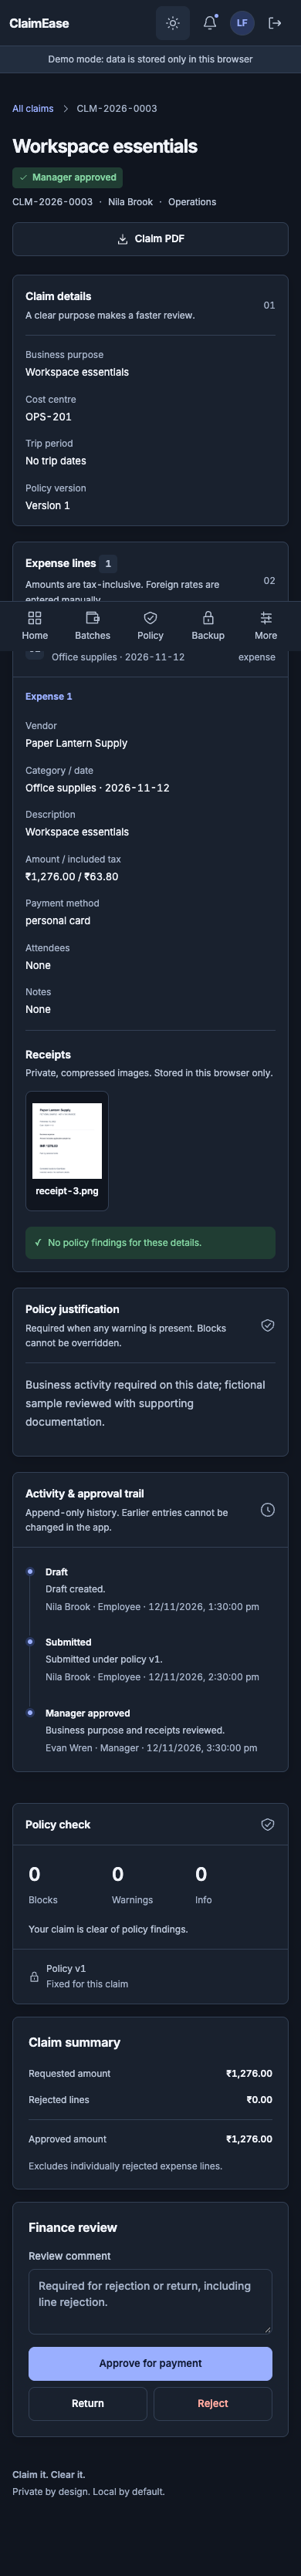 ClaimEase
LF
Demo mode: data is stored only in this browser
All claims > CLM-2026-0003
Workspace essentials
Manager approved
CLM-2026-0003 · Nila Brook · Operations
Claim PDF
Claim details
A clear purpose makes a faster review.
01
Business purpose
Workspace essentials
Cost centre
OPS-201
Trip period
No trip dates
Policy version
Version 1
Expense lines 1
Amounts are tax-inclusive. Foreign rates are
entered manually.
02
Home
Batches
Policy
Backup
More
Office supplies · 2026-11-12
expense
Expense 1
Vendor
Paper Lantern Supply
Category / date
Office supplies · 2026-11-12
Description
Workspace essentials
Amount / included tax
₹1,276.00 / ₹63.80
Payment method
personal card
Attendees
None
Notes
None
Receipts
Private, compressed images. Stored in this browser only.
Paper Lantern Supply
receipt-3.png
✓ No policy findings for these details.
Policy justification
Required when any warning is present. Blocks
cannot be overridden.
Business activity required on this date; fictional
sample reviewed with supporting
documentation.
Activity & approval trail
Append-only history. Earlier entries cannot be
changed in the app.
Draft
Draft created.
Nila Brook · Employee · 12/11/2026, 1:30:00 pm
Submitted
Submitted under policy v1.
Nila Brook · Employee · 12/11/2026, 2:30:00 pm
Manager approved
Business purpose and receipts reviewed.
Evan Wren · Manager · 12/11/2026, 3:30:00 pm
Policy check
0
Blocks
0
Warnings
0
Info
Your claim is clear of policy findings.
Policy v1
Fixed for this claim
Claim summary
Requested amount ₹1,276.00
Rejected lines ₹0.00
Approved amount ₹1,276.00
Excludes individually rejected expense lines.
Finance review
Review comment
Required for rejection or return, including
line rejection.
Approve for payment
Return
Reject
Claim it. Clear it.
Private by design. Local by default.